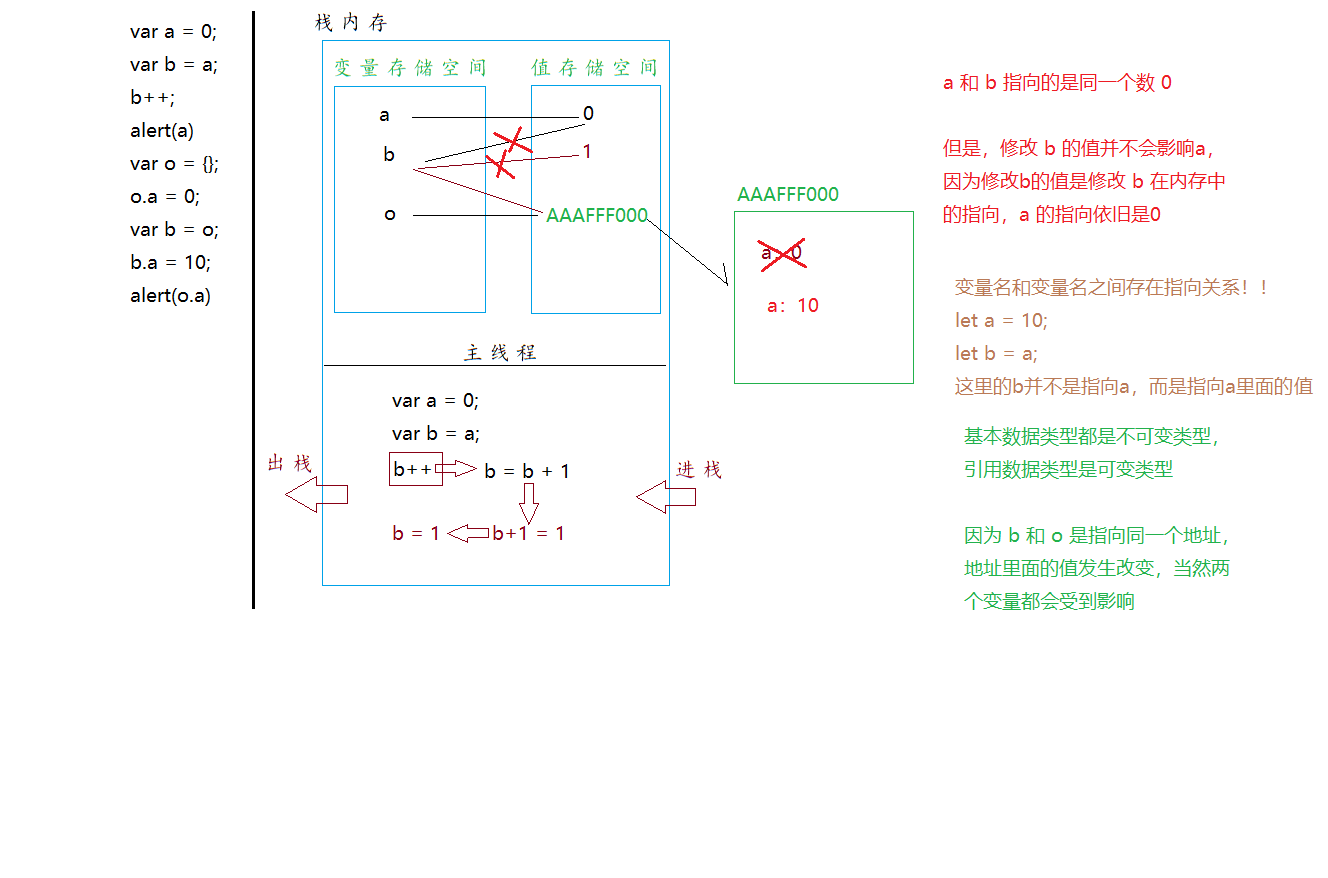 var a = 0;
var b = a;
b++;
alert(a)
var o = {};
o.a = 0;
var b = o;
b.a = 10;
alert(o.a)
栈内存
变量存储空间
值存储空间
a
0
b
1
o
AAAFFF000
主线程
var a = 0;
var b = a;
b++
b = b + 1
b = 1
b+1 = 1
出栈
进栈
AAAFFF000
a: 0
a：10
a 和 b 指向的是同一个数 0
但是，修改 b 的值并不会影响a，
因为修改b的值是修改 b 在内存中
的指向，a 的指向依旧是0
变量名和变量名之间存在指向关系！！
let a = 10;
let b = a;
这里的b并不是指向a，而是指向a里面的值
基本数据类型都是不可变类型，
引用数据类型是可变类型
因为 b 和 o 是指向同一个地址，
地址里面的值发生改变，当然两
个变量都会受到影响